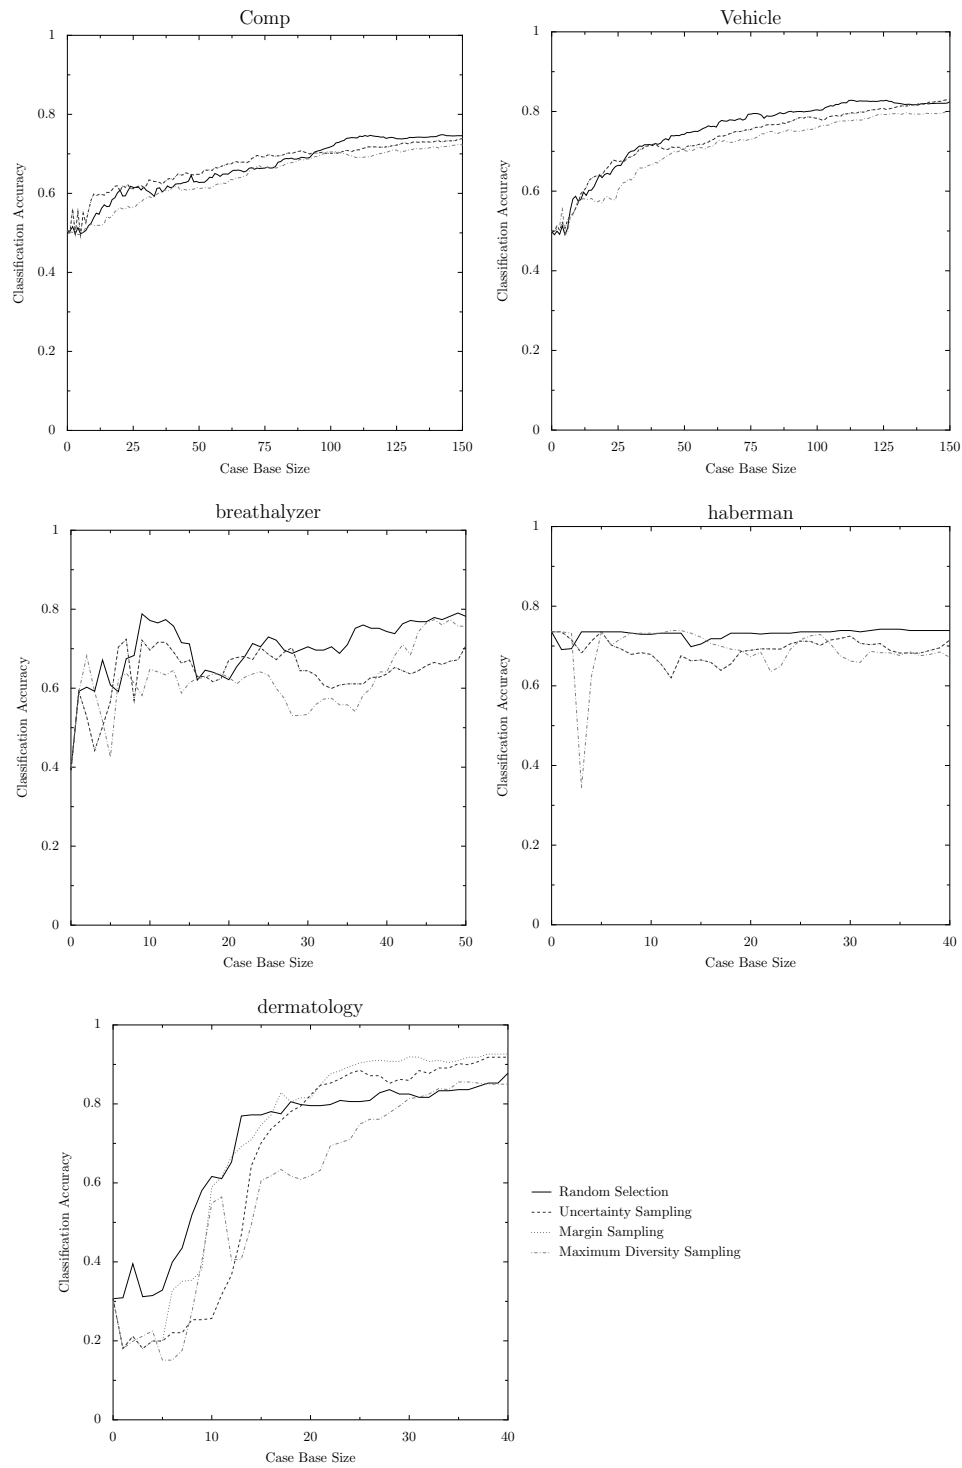 Comp
Classification Accuracy
1
0.8
0.6
0.4
0.2
0
0 25 50 75 100 125 150
Case Base Size
Vehicle
Classification Accuracy
1
0.8
0.6
0.4
0.2
0
0 25 50 75 100 125 150
Case Base Size
breathalyzer
Classification Accuracy
1
0.8
0.6
0.4
0.2
0
0 10 20 30 40 50
Case Base Size
haberman
Classification Accuracy
1
0.8
0.6
0.4
0.2
0
0 10 20 30 40
Case Base Size
dermatology
Classification Accuracy
1
0.8
0.6
0.4
0.2
0
0 10 20 30 40
Case Base Size
Random Selection
Uncertainty Sampling
Margin Sampling
Maximum Diversity Sampling